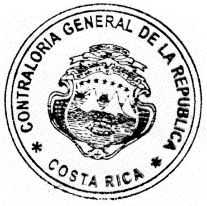 CONTRALORIA GENERAL DE LA REPUBLICA
COSTA RICA